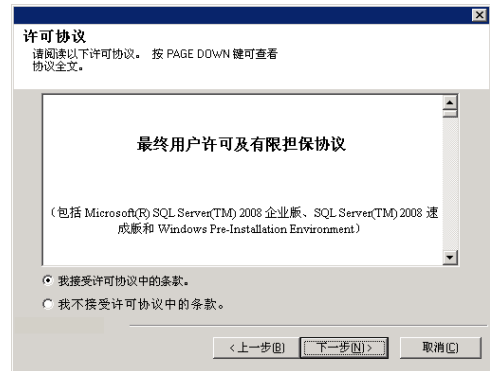 许可协议
请阅读以下许可协议。 按 PAGE DOWN 键可查看
协议全文。
最终用户许可及有限担保协议
（包括 Microsoft(R) SQL Server(TM) 2008 企业版、SQL Server(TM) 2008 速
成版和 Windows Pre-Installation Environment）
我接受许可协议中的条款。
我不接受许可协议中的条款。
<上一步(B) 下一步(N)> 取消(C)